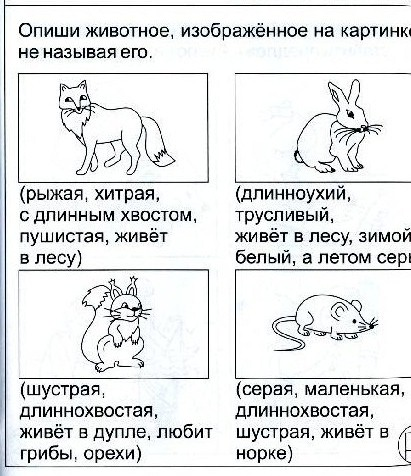 Опиши животное, изображённое на картинке
не называя его.
(рыжая, хитрая,
с длинным хвостом,
пушистая, живёт
в лесу)
(длинноухий,
трусливый,
живёт в лесу, зимой
белый, а летом серы
(шустрая,
длиннохвостая,
живёт в дупле, любит
грибы, орехи)
(серая, маленькая,
длиннохвостая,
шустрая, живёт в
норке)